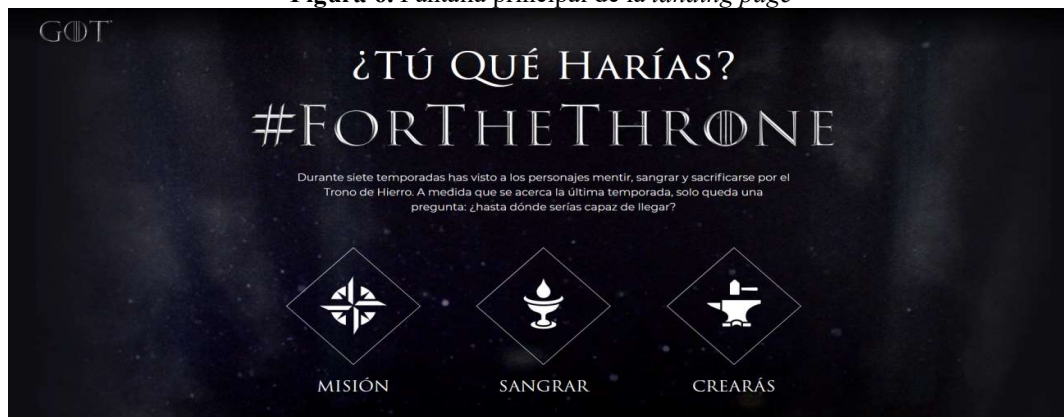 Figura 6. Pantalla principal de la landing page
GOT
¿TÚ QUÉ HARÍAS?
#FORTHETHRONE
Durante siete temporadas has visto a los personajes mentir, sangrar y sacrificarse por el
Trono de Hierro. A medida que se acerca la última temporada, solo queda una
pregunta: ¿hasta dónde serías capaz de llegar?
MISIÓN SANGRAR CREARÁS